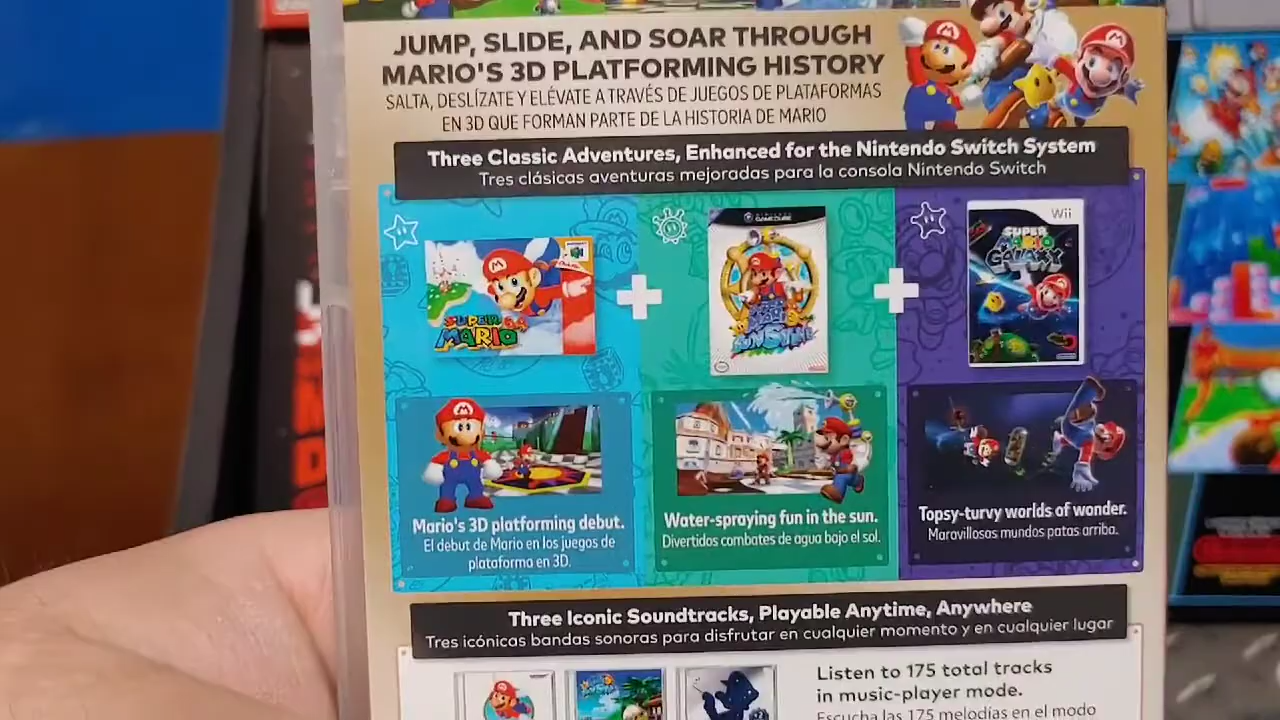 JUMP, SLIDE, AND SOAR THROUGH
MARIO'S 3D PLATFORMING HISTORY
SALTA, DESLÍZATE Y ELÉVATE A TRAVÉS DE JUEGOS DE PLATAFORMAS
EN 3D QUE FORMAN PARTE DE LA HISTORIA DE MARIO
Three Classic Adventures, Enhanced for the Nintendo Switch System
Tres clásicas aventuras mejoradas para la consola Nintendo Switch
SUPER
MARIO 64
GAMECUBE
SUPER
MARIO
SUNSHINE
Wii
SUPER
MARIO
GALAXY
Mario's 3D platforming debut.
El debut de Mario en los juegos de
plataforma en 3D.
Water-spraying fun in the sun.
Divertidos combates de agua bajo el sol.
Topsy-turvy worlds of wonder.
Maravillosos mundos patas arriba.
Three Iconic Soundtracks, Playable Anytime, Anywhere
Tres icónicas bandas sonoras para disfrutar en cualquier momento y en cualquier lugar
Listen to 175 total tracks
in music-player mode.
Escucha las 175 melodías en el modo